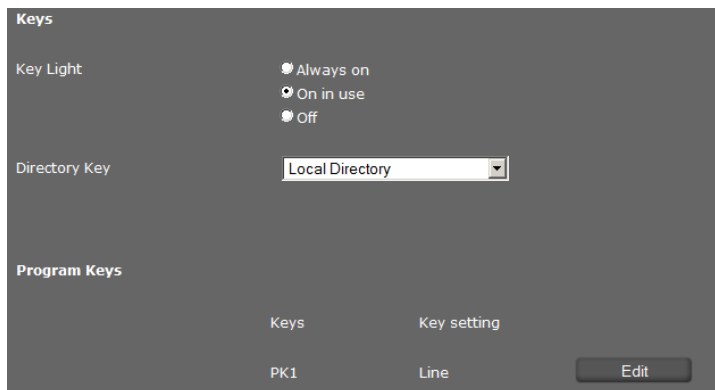 Keys
Key Light
Always on
On in use
Off
Directory Key
Local Directory
Program Keys
Keys Key setting
PK1 Line Edit